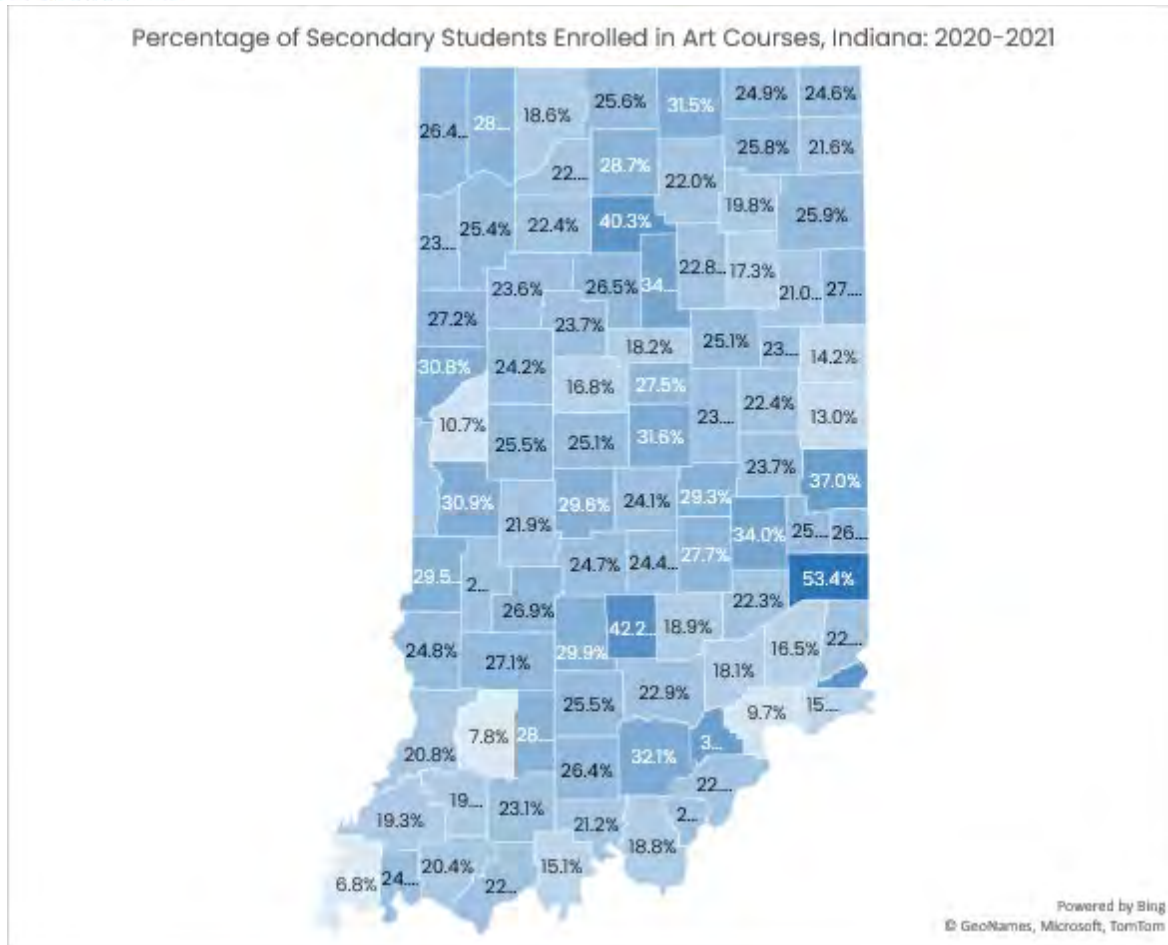 Percentage of Secondary Students Enrolled in Art Courses, Indiana: 2020-2021
24.9% 24.6%
25.6% 31.5%
26.4... 28... 18.6%
25.8% 21.6%
22.... 28.7% 22.0%
19.8% 25.9%
23.... 25.4% 22.4% 40.3%
22.8... 17.3%
23.6% 26.5% 34... 21.0... 27....
27.2% 23.7%
18.2% 25.1% 23.... 14.2%
30.8% 24.2%
16.8% 27.5%
10.7% 23.... 22.4% 13.0%
25.5% 25.1% 31.6%
23.7% 37.0%
30.9% 29.6% 24.1% 29.3%
21.9% 34.0% 25.... 26....
24.7% 24.4... 27.7%
29.5... 2... 53.4%
26.9% 22.3%
42.2... 18.9%
24.8% 27.1% 29.9% 16.5% 22....
18.1%
25.5% 22.9% 9.7% 15....
20.8% 7.8% 28... 32.1% 3...
26.4%
19.... 23.1% 22....
19.3% 21.2% 2...
18.8%
6.8% 24.... 20.4% 22... 15.1%
Powered by Bing
© GeoNames, Microsoft, TomTom